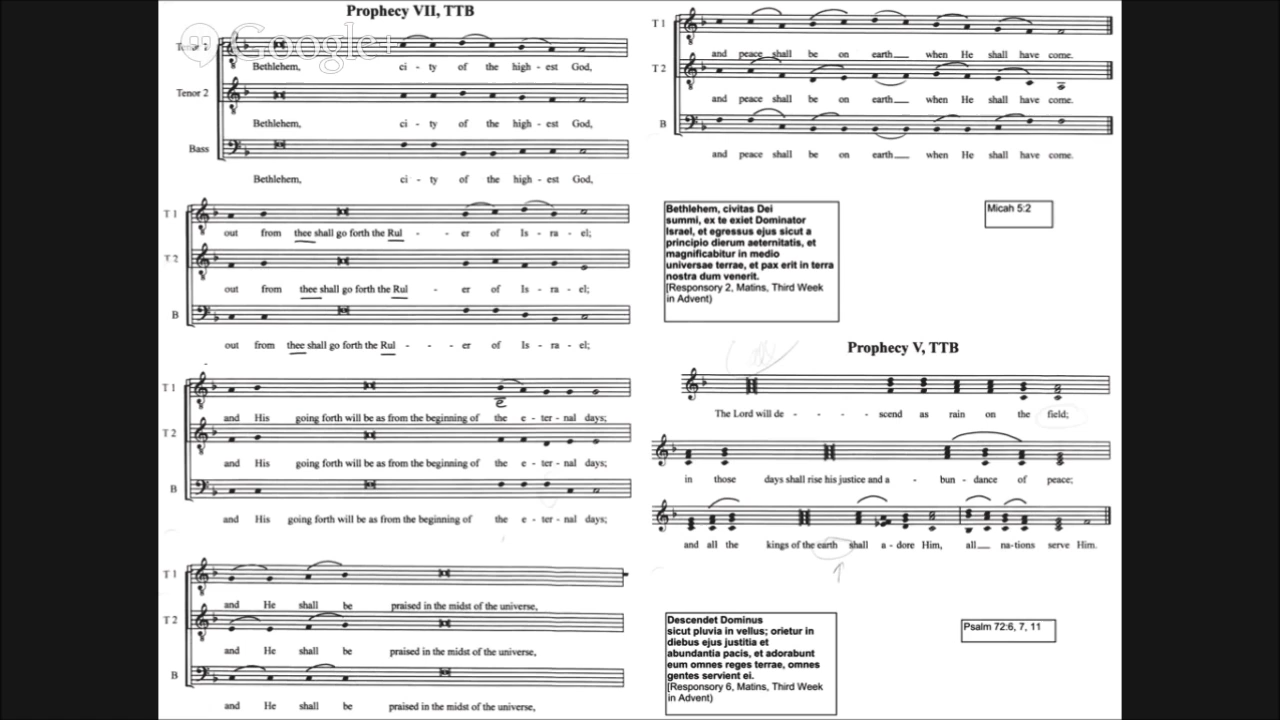 Google+
Prophecy VII, TTB
Tenor 1
Bethlehem, ci - ty of the high - est God,
Tenor 2
Bethlehem, ci - ty of the high - est God,
Bass
Bethlehem, ci - ty of the high - est God,
T 1
out from thee shall go forth the Rul - - er of Is - ra - el;
T 2
out from thee shall go forth the Rul - er of Is - ra - el;
B
out from thee shall go forth the Rul - - - er of Is - ra - el;
T 1
and His going forth will be as from the beginning of the e - ter - nal days;
e
T 2
and His going forth will be as from the beginning of the e - ter - nal days;
B
and His going forth will be as from the beginning of the e - ter - nal days;
T 1
and He shall be praised in the midst of the universe,
T 2
and He shall be praised in the midst of the universe,
B
and He shall be praised in the midst of the universe,
T 1
and peace shall be on earth when He shall have come.
T 2
and peace shall be on earth__ when He shall have come.
B
and peace shall be on earth__ when He shall have come.
Bethlehem, civitas Dei
summi, ex te exiet Dominator
Israel, et egressus ejus sicut a
principio dierum aeternitatis, et
magnificabitur in medio
universae terrae, et pax erit in terra
nostra dum venerit.
[Responsory 2, Matins, Third Week
in Advent)
Micah 5:2
Prophecy V, TTB
The Lord will de - - - - scend as rain on the field;
in those days shall rise his justice and a - bun - dance of peace;
and all the kings of the earth shall a - dore Him, all__ na - tions serve Him.
Descendet Dominus
sicut pluvia in vellus; orietur in
diebus ejus justitia et
abundantia pacis, et adorabunt
eum omnes reges terrae, omnes
gentes servient ei.
[Responsory 6, Matins, Third Week
in Advent)
Psalm 72:6, 7, 11